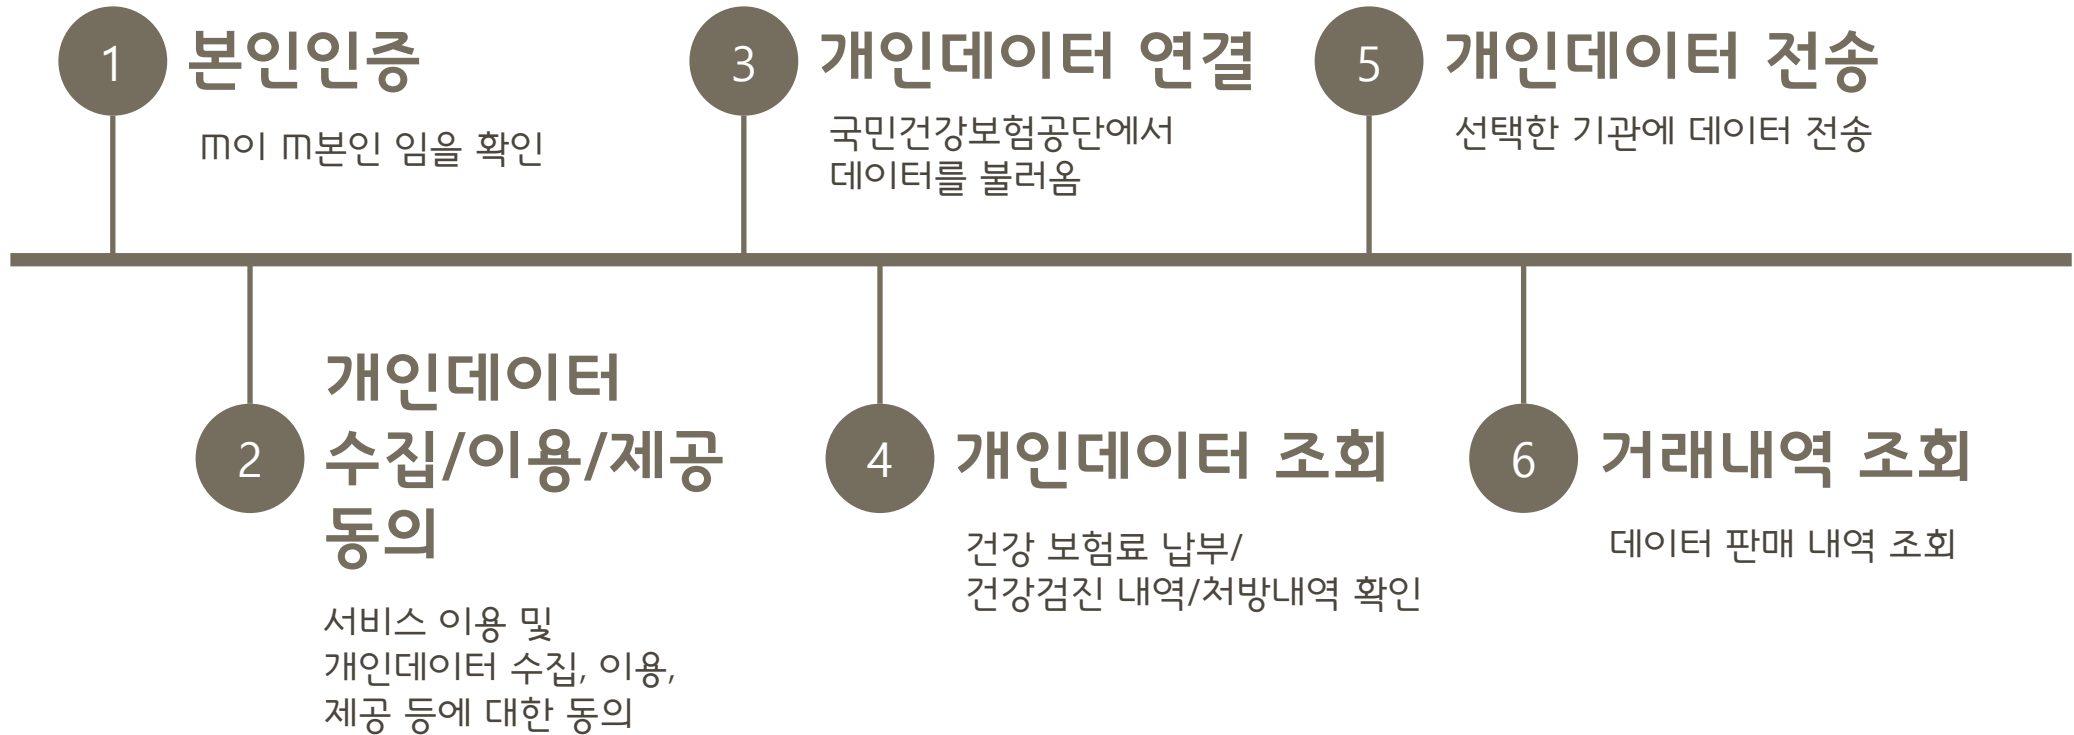 1 본인인증
m이 m본인 임을 확인
2 개인데이터
수집/이용/제공
동의
서비스 이용 및
개인데이터 수집, 이용,
제공 등에 대한 동의
3 개인데이터 연결
국민건강보험공단에서
데이터를 불러옴
4 개인데이터 조회
건강 보험료 납부/
건강검진 내역/처방내역 확인
5 개인데이터 전송
선택한 기관에 데이터 전송
6 거래내역 조회
데이터 판매 내역 조회